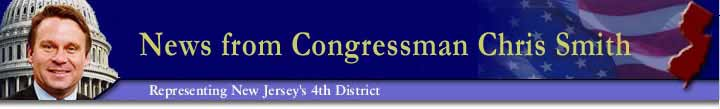 News from Congressman Chris Smith
Representing New Jersey's 4th District